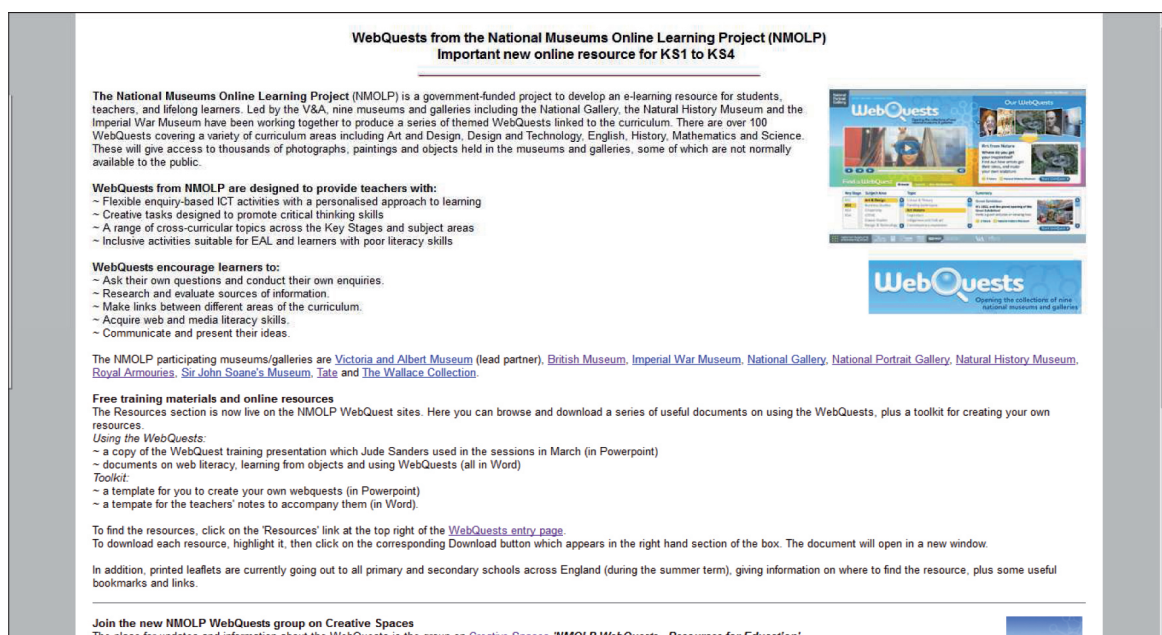 WebQuests from the National Museums Online Learning Project (NMOLP)
Important new online resource for KS1 to KS4
The National Museums Online Learning Project (NMOLP) is a government-funded project to develop an e-learning resource for students,
teachers, and lifelong learners. Led by the V&A, nine museums and galleries including the National Gallery, the Natural History Museum and the
Imperial War Museum have been working together to produce a series of themed WebQuests linked to the curriculum. There are over 100
WebQuests covering a variety of curriculum areas including Art and Design, Design and Technology, English, History, Mathematics and Science.
These will give access to thousands of photographs, paintings and objects held in the museums and galleries, some of which are not normally
available to the public.
WebQuests
Our WebQuests
WebQuests from NMOLP are designed to provide teachers with:
~ Flexible enquiry-based ICT activities with a personalised approach to learning
~ Creative tasks designed to promote critical thinking skills
~ A range of cross-curricular topics across the Key Stages and subject areas
~ Inclusive activities suitable for EAL and learners with poor literacy skills
WebQuests encourage learners to:
~ Ask their own questions and conduct their own enquiries.
~ Research and evaluate sources of information.
~ Make links between different areas of the curriculum.
~ Acquire web and media literacy skills.
~ Communicate and present their ideas.
WebQuests
Opening the collections of nine
national museums and galleries
The NMOLP participating museums/galleries are Victoria and Albert Museum (lead partner), British Museum, Imperial War Museum, National Gallery, National Portrait Gallery, Natural History Museum,
Royal Armouries, Sir John Soane's Museum, Tate and The Wallace Collection.
Free training materials and online resources
The Resources section is now live on the NMOLP WebQuest sites. Here you can browse and download a series of useful documents on using the WebQuests, plus a toolkit for creating your own
resources.
Using the WebQuests:
~ a copy of the WebQuest training presentation which Jude Sanders used in the sessions in March (in Powerpoint)
~ documents on web literacy, learning from objects and using WebQuests (all in Word)
Toolkit:
~ a template for you to create your own webquests (in Powerpoint)
~ a tempate for the teachers' notes to accompany them (in Word).
To find the resources, click on the 'Resources' link at the top right of the WebQuests entry page.
To download each resource, highlight it, then click on the corresponding Download button which appears in the right hand section of the box. The document will open in a new window.
In addition, printed leaflets are currently going out to all primary and secondary schools across England (during the summer term), giving information on where to find the resource, plus some useful
bookmarks and links.
Join the new NMOLP WebQuests group on Creative Spaces